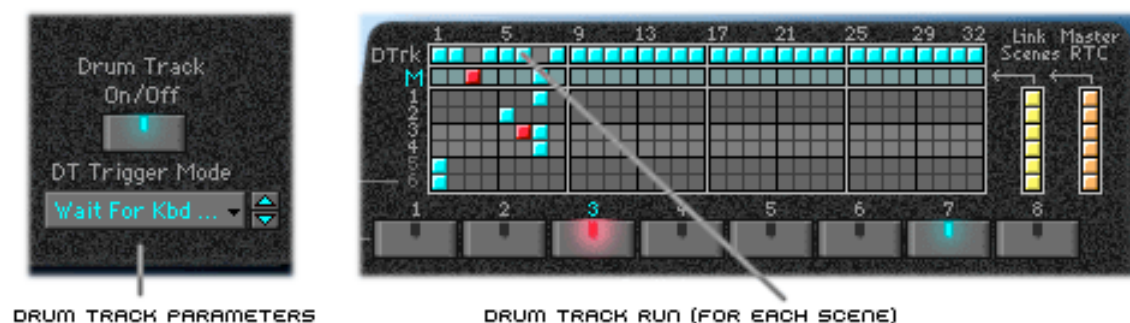 Drum Track
On/Off
DT Trigger Mode
Wait For Kbd ...
DRUM TRACK PARAMETERS
1 5 9 13 17 21 25 29 32 Link Master
DTrk Scenes RTC
M
1
2
3
4
5
6
1 2 3 4 5 6 7 8
DRUM TRACK RUN (FOR EACH SCENE)